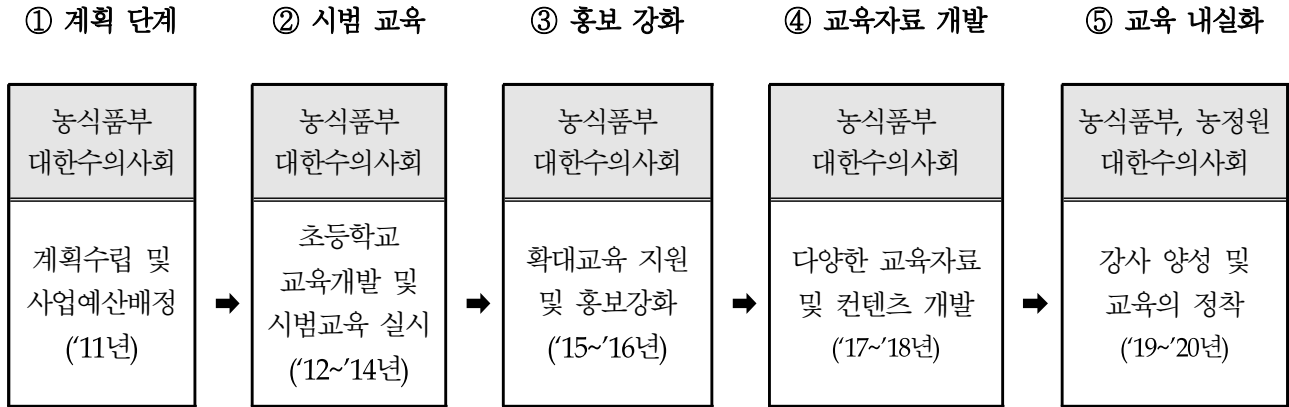 ① 계획 단계
② 시범 교육
③ 홍보 강화
④ 교육자료 개발
⑤ 교육 내실화
농식품부
대한수의사회
농식품부
대한수의사회
농식품부
대한수의사회
농식품부
대한수의사회
농식품부, 농정원
대한수의사회
계획수립 및
사업예산배정
(‘11년)
➡
초등학교
교육개발 및
시범교육 실시
(‘12~’14년)
➡
확대교육 지원
및 홍보강화
(‘15~’16년)
➡
다양한 교육자료
및 컨텐츠 개발
(‘17~’18년)
➡
강사 양성 및
교육의 정착
(‘19~’20년)